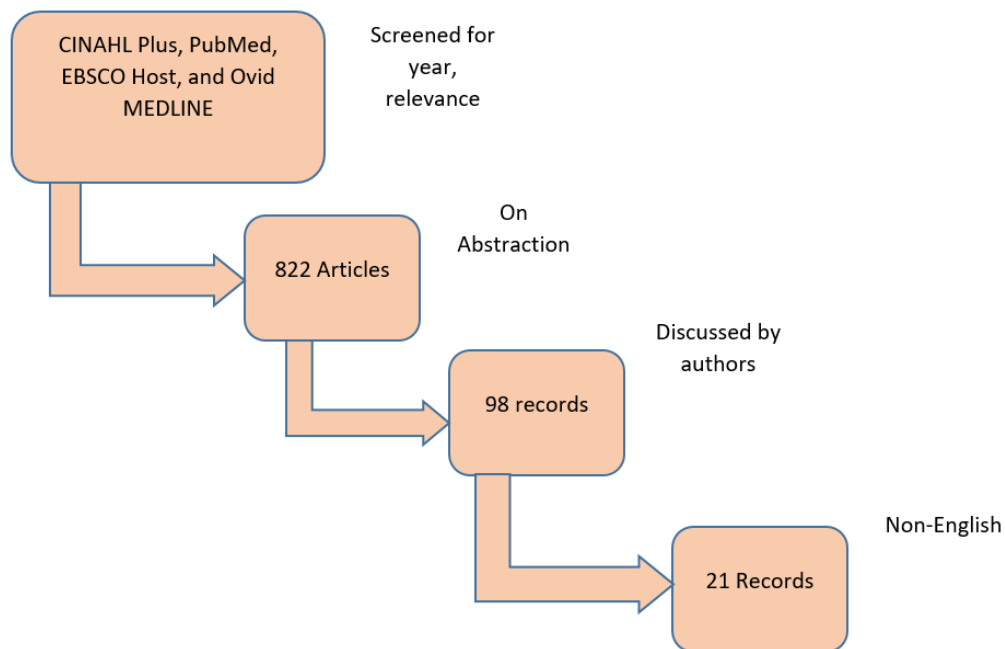 CINAHL Plus, PubMed,
EBSCO Host, and Ovid
MEDLINE
Screened for
year,
relevance
822 Articles
On
Abstraction
98 records
Discussed by
authors
21 Records
Non-English